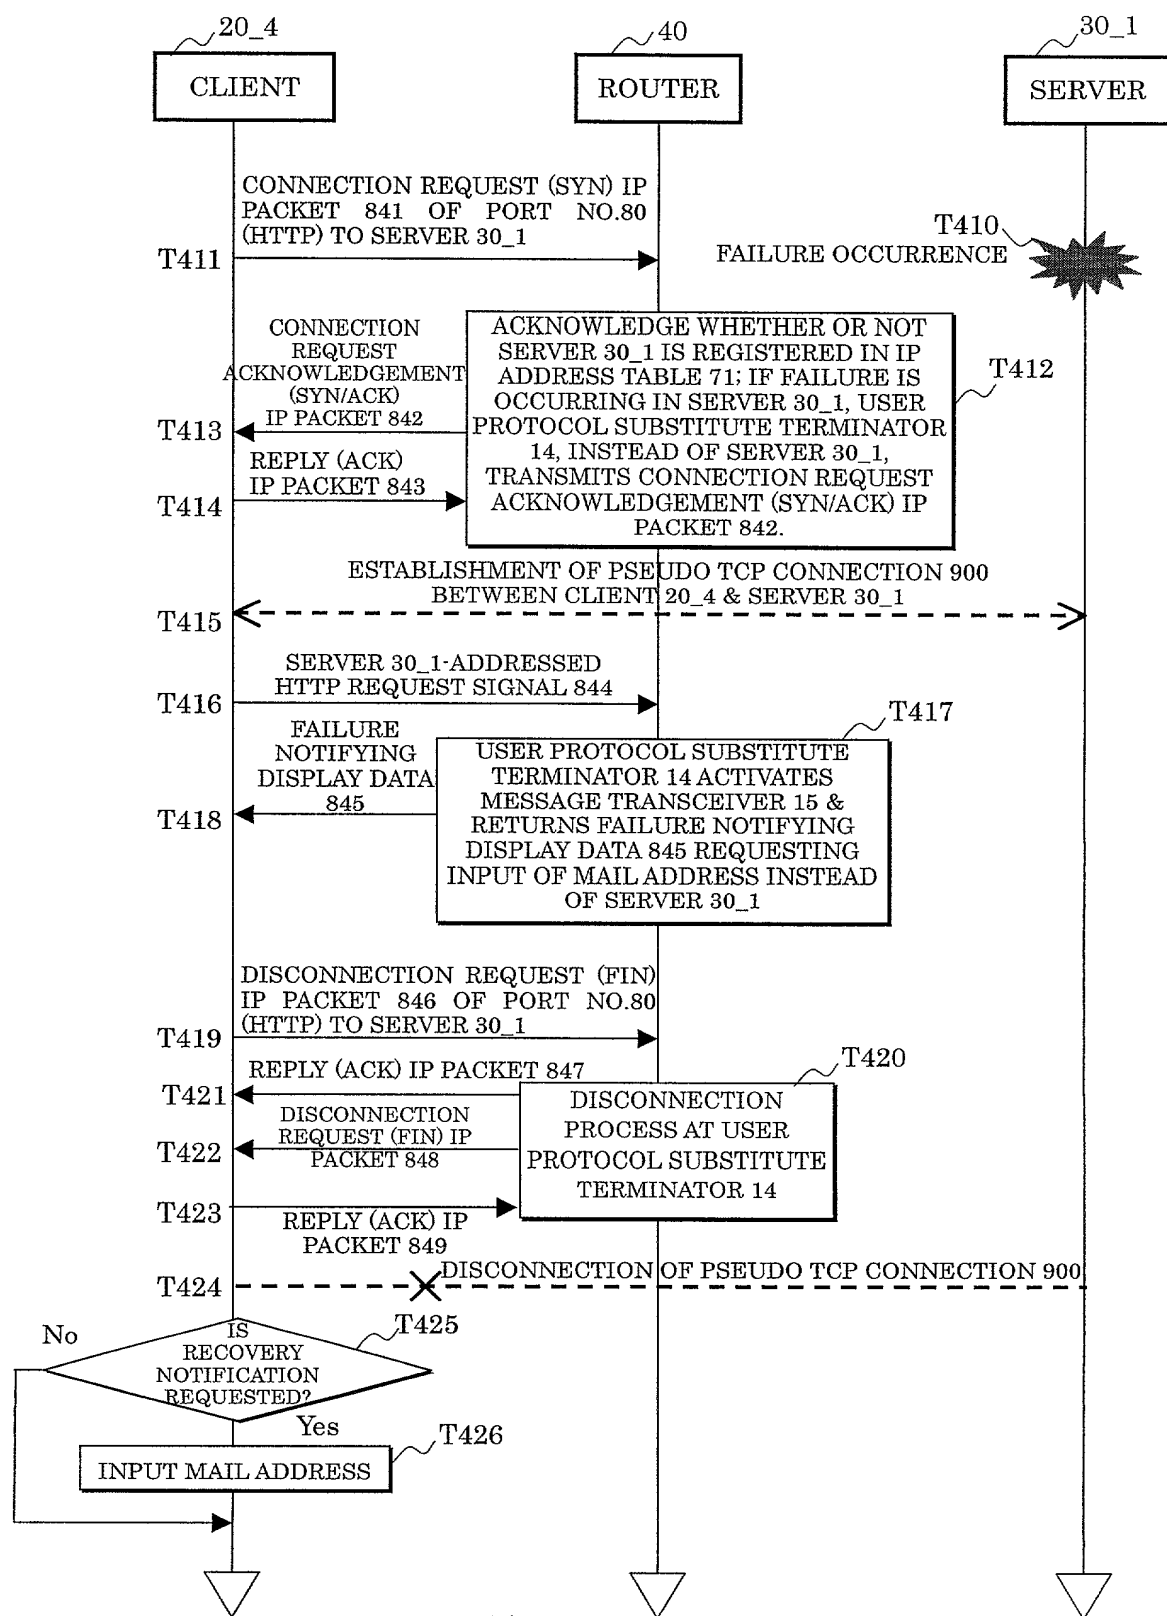 20_4
40
30_1
CLIENT
ROUTER
SERVER
CONNECTION REQUEST (SYN) IP
PACKET 841 OF PORT NO.80
(HTTP) TO SERVER 30_1
T411
T410
FAILURE OCCURRENCE
CONNECTION
REQUEST
ACKNOWLEDGEMENT
(SYN/ACK)
IP PACKET 842
T413
REPLY (ACK)
IP PACKET 843
T414
ACKNOWLEDGE WHETHER OR NOT
SERVER 30_1 IS REGISTERED IN IP
ADDRESS TABLE 71; IF FAILURE IS
OCCURRING IN SERVER 30_1, USER
PROTOCOL SUBSTITUTE TERMINATOR
14, INSTEAD OF SERVER 30_1,
TRANSMITS CONNECTION REQUEST
ACKNOWLEDGEMENT (SYN/ACK) IP
PACKET 842.
T412
ESTABLISHMENT OF PSEUDO TCP CONNECTION 900
BETWEEN CLIENT 20_4 & SERVER 30_1
T415
SERVER 30_1-ADDRESSED
HTTP REQUEST SIGNAL 844
T416
T417
FAILURE
NOTIFYING
DISPLAY DATA
845
T418
USER PROTOCOL SUBSTITUTE
TERMINATOR 14 ACTIVATES
MESSAGE TRANSCEIVER 15 &
RETURNS FAILURE NOTIFYING
DISPLAY DATA 845 REQUESTING
INPUT OF MAIL ADDRESS INSTEAD
OF SERVER 30_1
DISCONNECTION REQUEST (FIN)
IP PACKET 846 OF PORT NO.80
(HTTP) TO SERVER 30_1
T419
T420
REPLY (ACK) IP PACKET 847
T421
DISCONNECTION
REQUEST (FIN) IP
PACKET 848
T422
DISCONNECTION
PROCESS AT USER
PROTOCOL SUBSTITUTE
TERMINATOR 14
T423
REPLY (ACK) IP
PACKET 849
DISCONNECTION OF PSEUDO TCP CONNECTION 900
T424
T425
No
IS
RECOVERY
NOTIFICATION
REQUESTED?
Yes
T426
INPUT MAIL ADDRESS